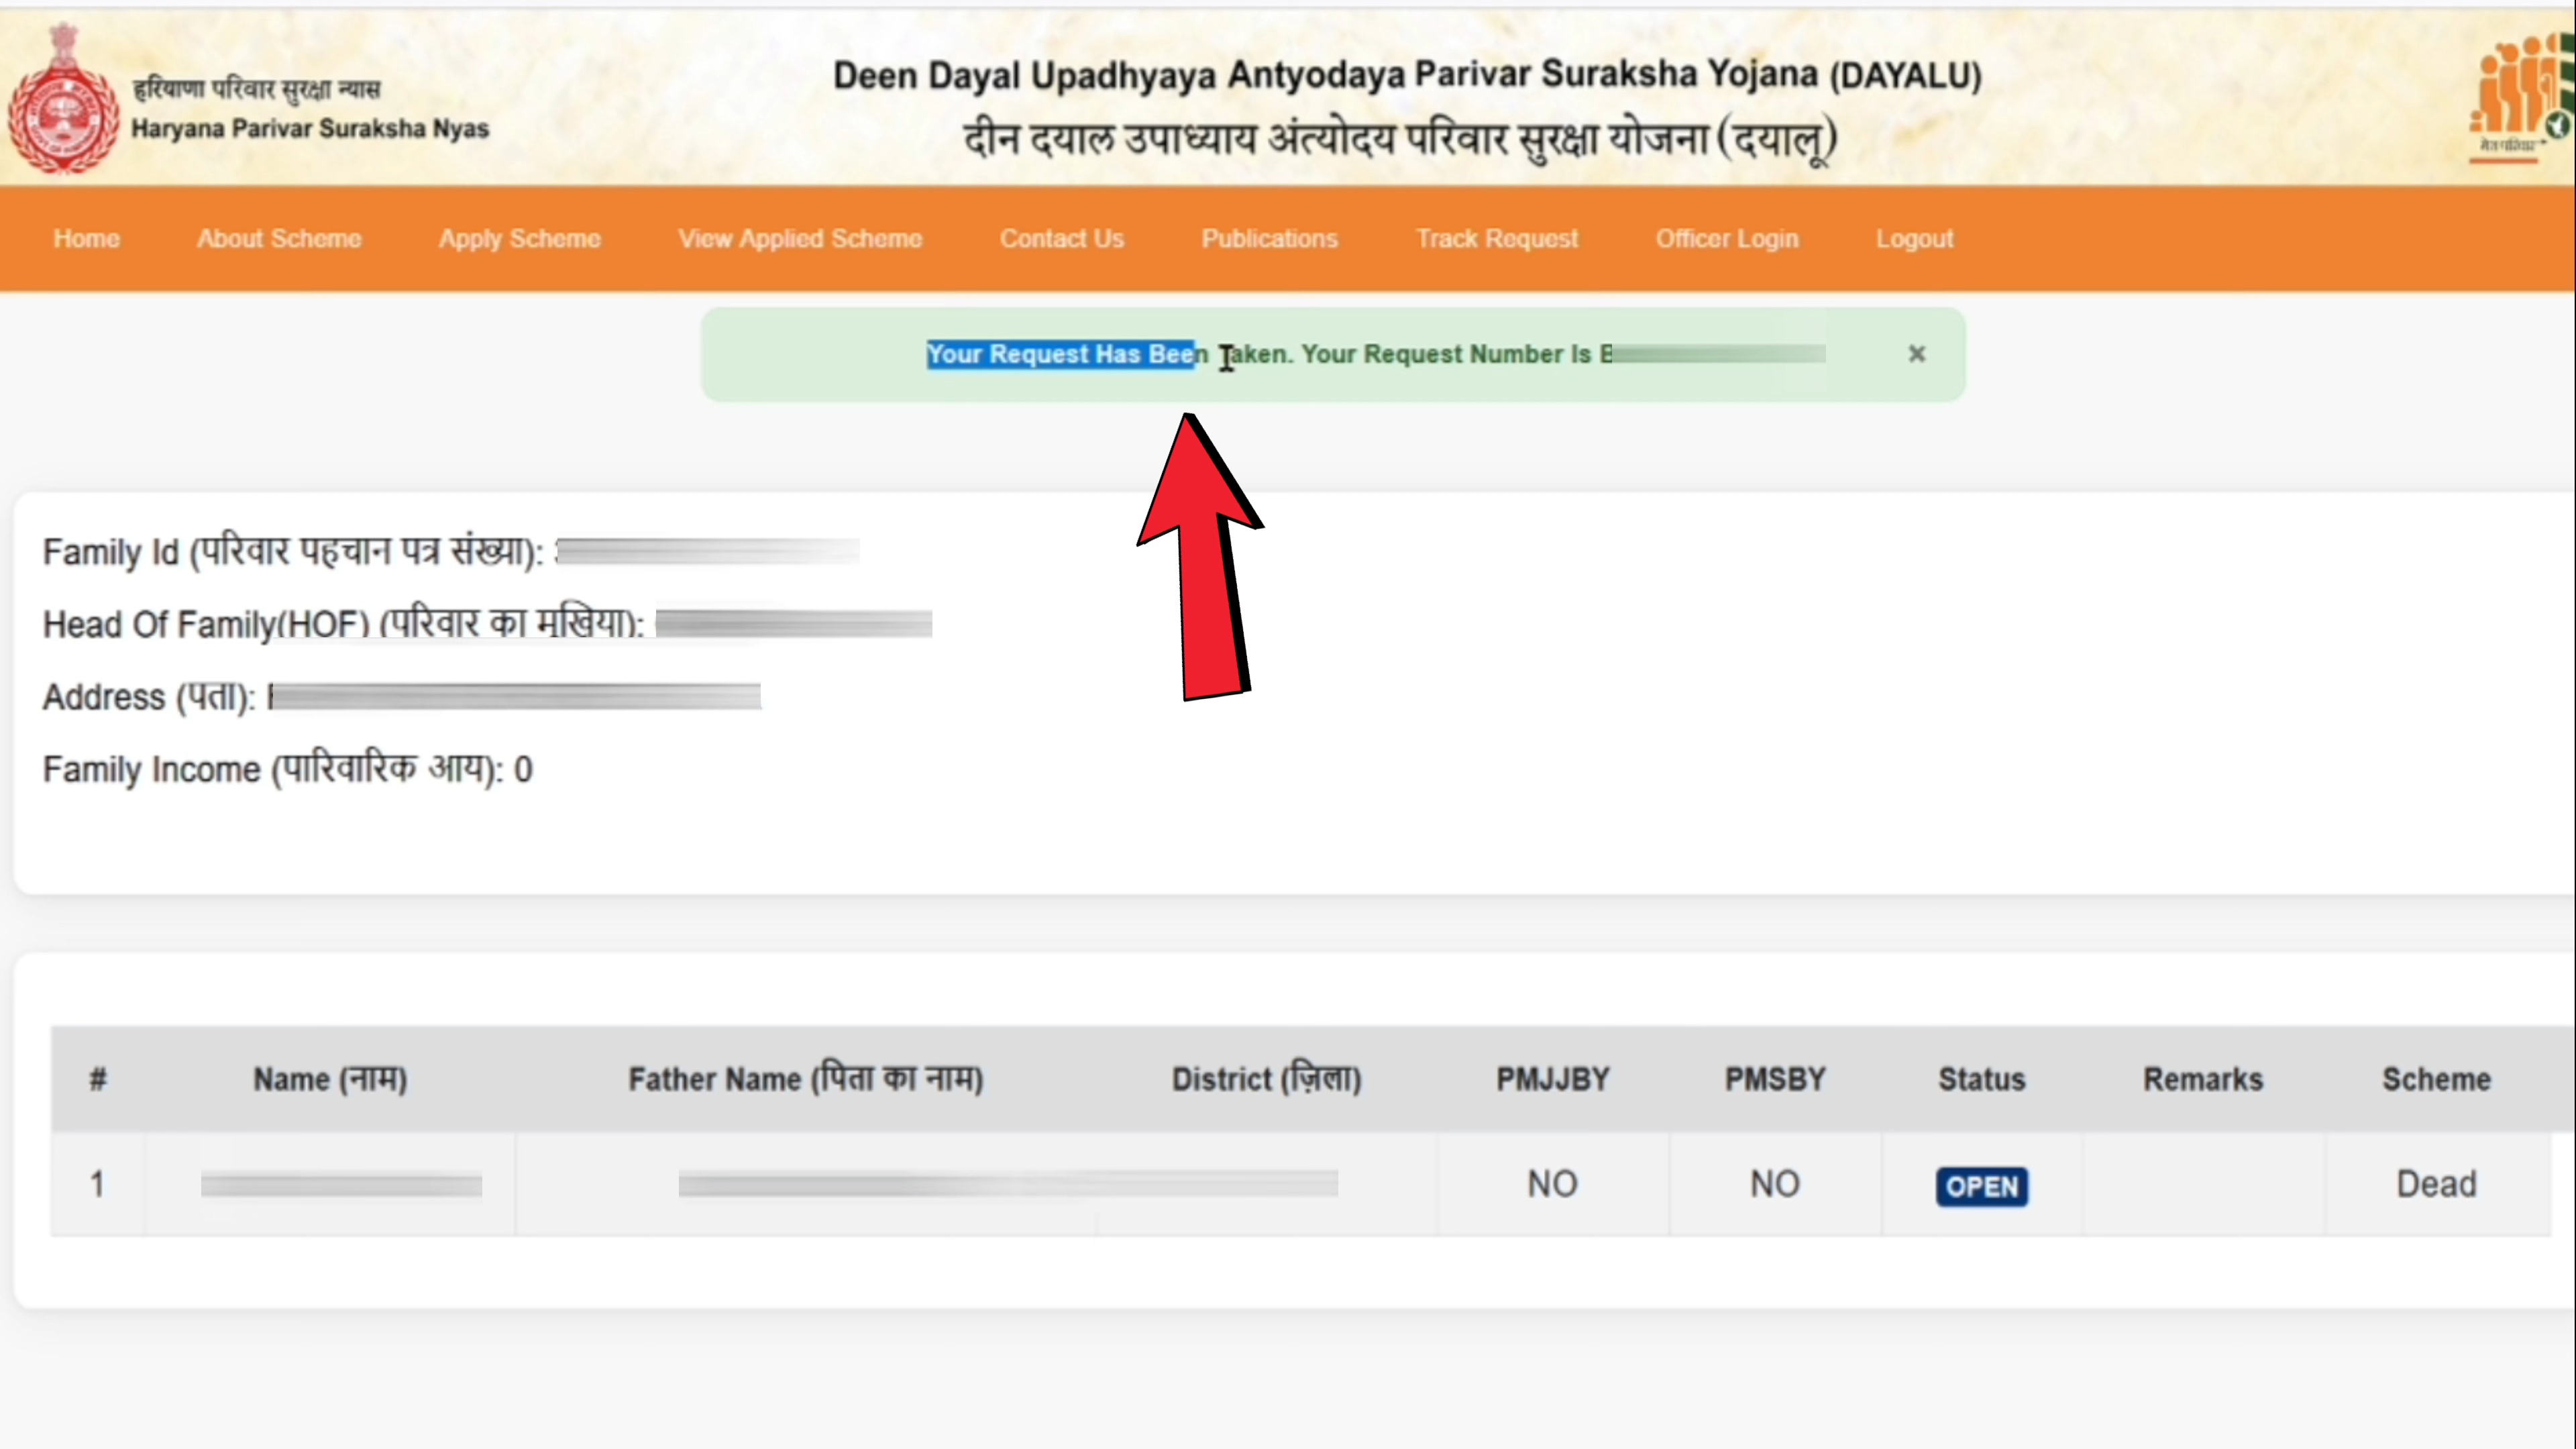 हरियाणा परिवार सुरक्षा न्यास
Haryana Parivar Suraksha Nyas
Deen Dayal Upadhyaya Antyodaya Parivar Suraksha Yojana (DAYALU)
दीन दयाल उपाध्याय अंत्योदय परिवार सुरक्षा योजना (दयालू)
Home About Scheme Apply Scheme View Applied Scheme Contact Us Publications Track Request Officer Login Logout
Your Request Has Been Taken. Your Request Number Is B ×
Family Id (परिवार पहचान पत्र संख्या):
Head Of Family(HOF) (परिवार का मुखिया):
Address (पता):
Family Income (पारिवारिक आय): 0
# Name (नाम) Father Name (पिता का नाम) District (ज़िला) PMJJBY PMSBY Status Remarks Scheme
1 NO NO OPEN Dead